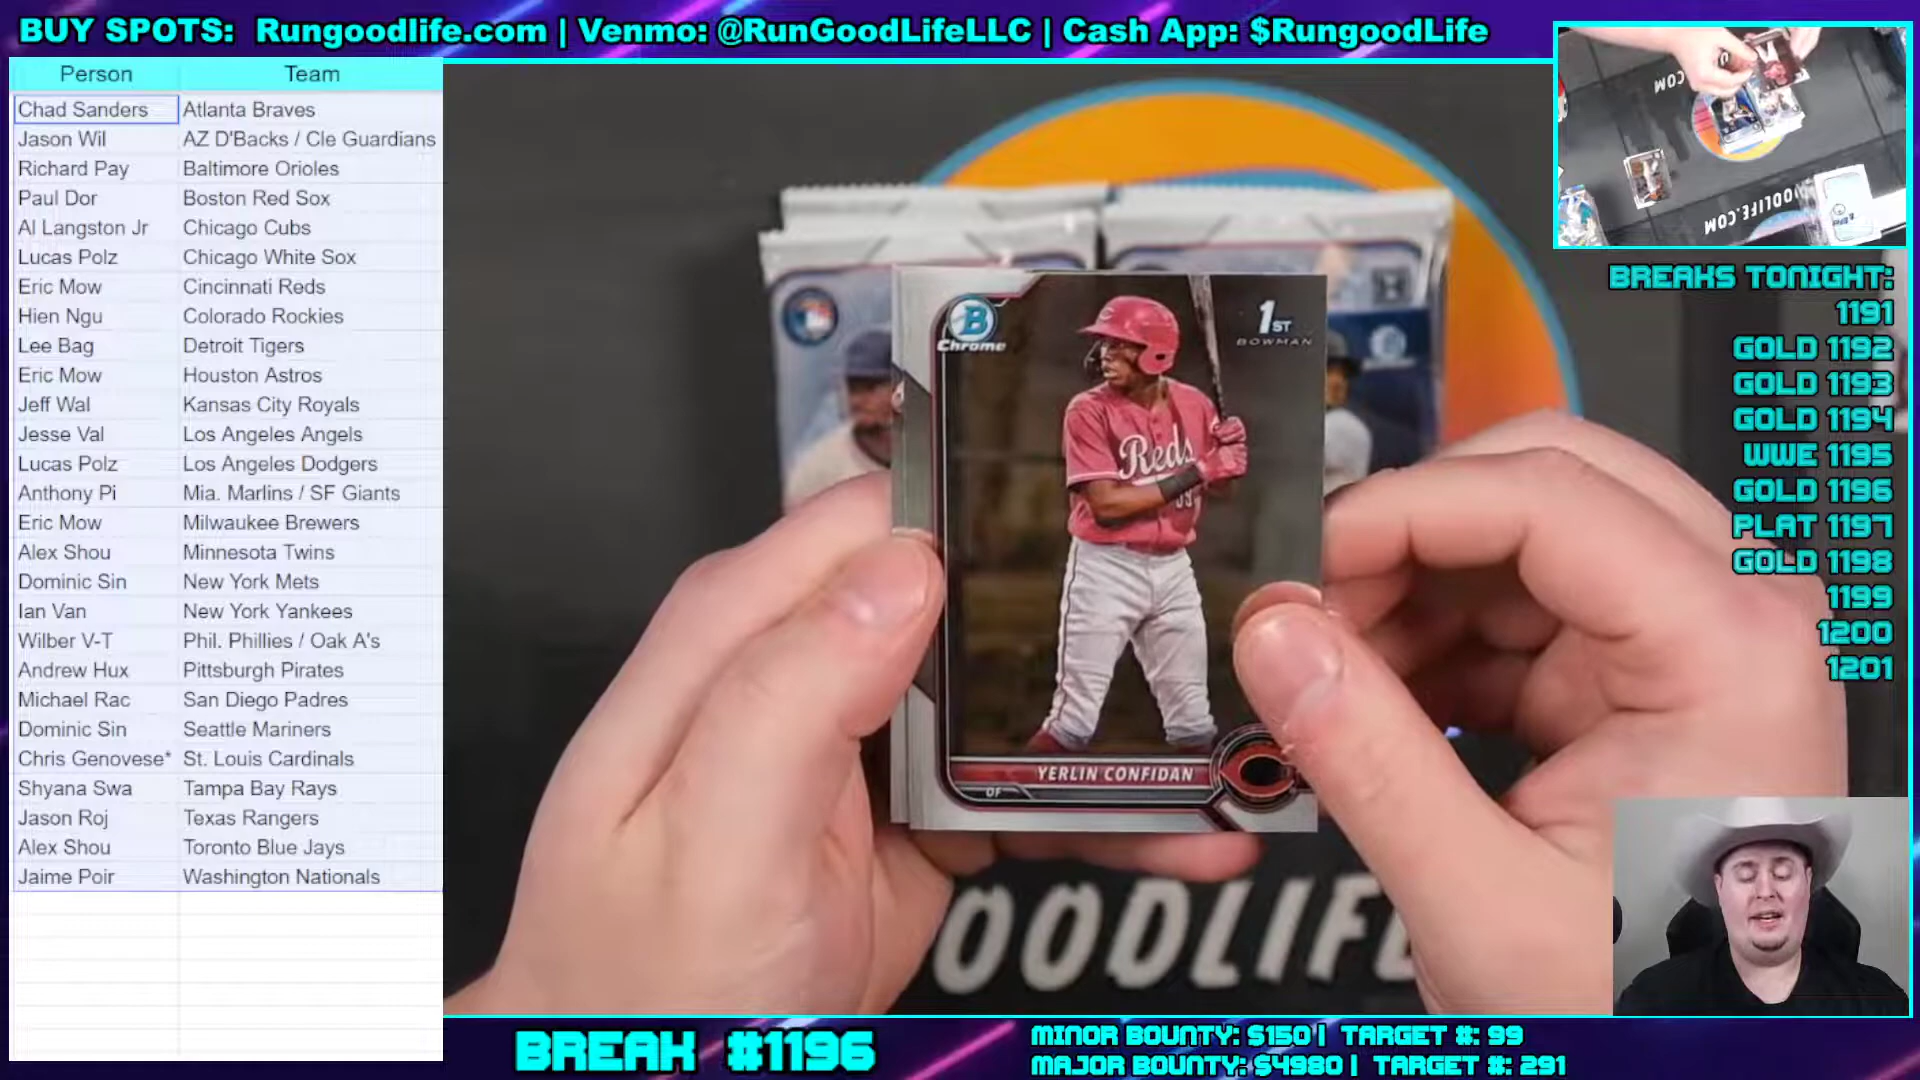 BUY SPOTS: Rungoodlife.com | Venmo: @RunGoodLifeLLC | Cash App: $RungoodLife
Person Team
Chad Sanders Atlanta Braves
Jason Wil AZ D'Backs / Cle Guardians
Richard Pay Baltimore Orioles
Paul Dor Boston Red Sox
Al Langston Jr Chicago Cubs
Lucas Polz Chicago White Sox
Eric Mow Cincinnati Reds
Hien Ngu Colorado Rockies
Lee Bag Detroit Tigers
Eric Mow Houston Astros
Jeff Wal Kansas City Royals
Jesse Val Los Angeles Angels
Lucas Polz Los Angeles Dodgers
Anthony Pi Mia. Marlins / SF Giants
Eric Mow Milwaukee Brewers
Alex Shou Minnesota Twins
Dominic Sin New York Mets
Ian Van New York Yankees
Wilber V-T Phil. Phillies / Oak A's
Andrew Hux Pittsburgh Pirates
Michael Rac San Diego Padres
Dominic Sin Seattle Mariners
Chris Genovese* St. Louis Cardinals
Shyana Swa Tampa Bay Rays
Jason Roj Texas Rangers
Alex Shou Toronto Blue Jays
Jaime Poir Washington Nationals
B
Chrome
1ST
BOWMAN
Reds
YERLIN CONFIDAN
OF
C
OODLIFE
.COM
ODLIFE.COM
BREAKS TONIGHT:
1191
GOLD 1192
GOLD 1193
GOLD 1194
WWE 1195
GOLD 1196
PLAT 1197
GOLD 1198
1199
1200
1201
BREAK #1196
MINOR BOUNTY: $150 | TARGET #: 99
MAJOR BOUNTY: $4980 | TARGET #: 291